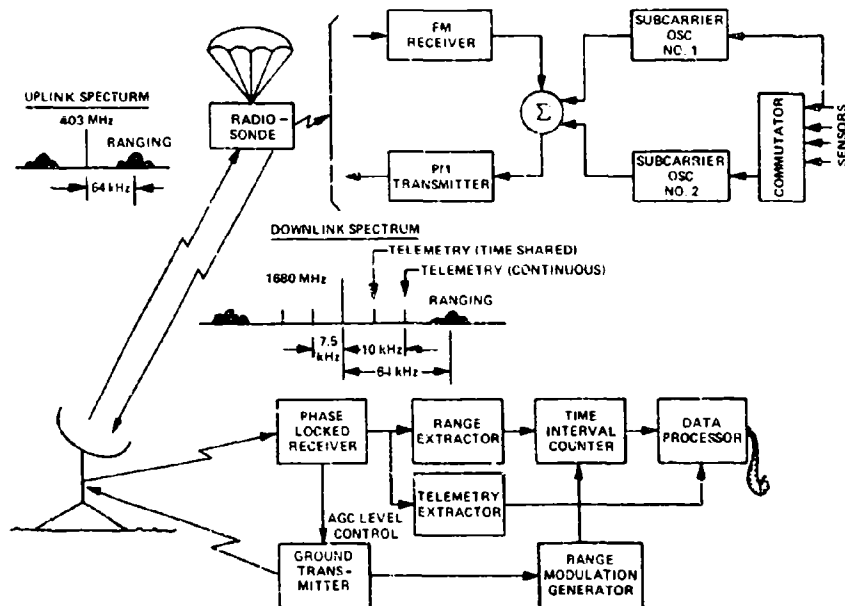 FM
RECEIVER
SUBCARRIER
OSC
NO. 1
UPLINK SPECTURM
403 MHz
RANGING
64 kHz
RADIO-
SONDE
Σ
COMMUTATOR
SENSORS
PM
TRANSMITTER
SUBCARRIER
OSC
NO. 2
DOWNLINK SPECTRUM
TELEMETRY (TIME SHARED)
TELEMETRY (CONTINUOUS)
1680 MHz
RANGING
7.5
kHz
10 kHz
64 kHz
PHASE
LOCKED
RECEIVER
RANGE
EXTRACTOR
TIME
INTERVAL
COUNTER
DATA
PROCESSOR
TELEMETRY
EXTRACTOR
AGC LEVEL
CONTROL
GROUND
TRANS-
MITTER
RANGE
MODULATION
GENERATOR